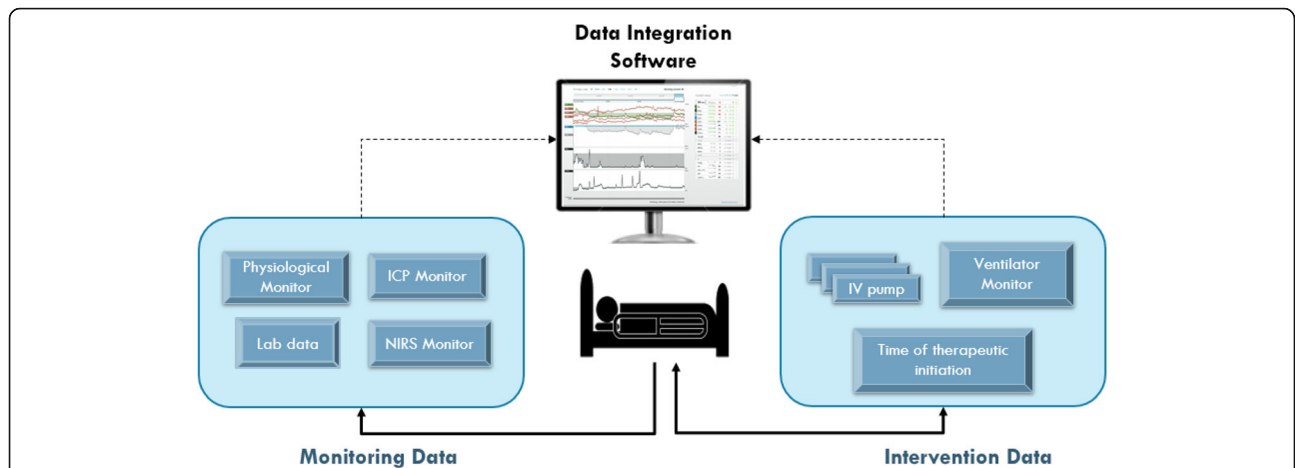 Data Integration
Software
Physiological
Monitor
ICP Monitor
Lab data
NIRS Monitor
IV pump
Ventilator
Monitor
Time of therapeutic
initiation
Monitoring Data
Intervention Data